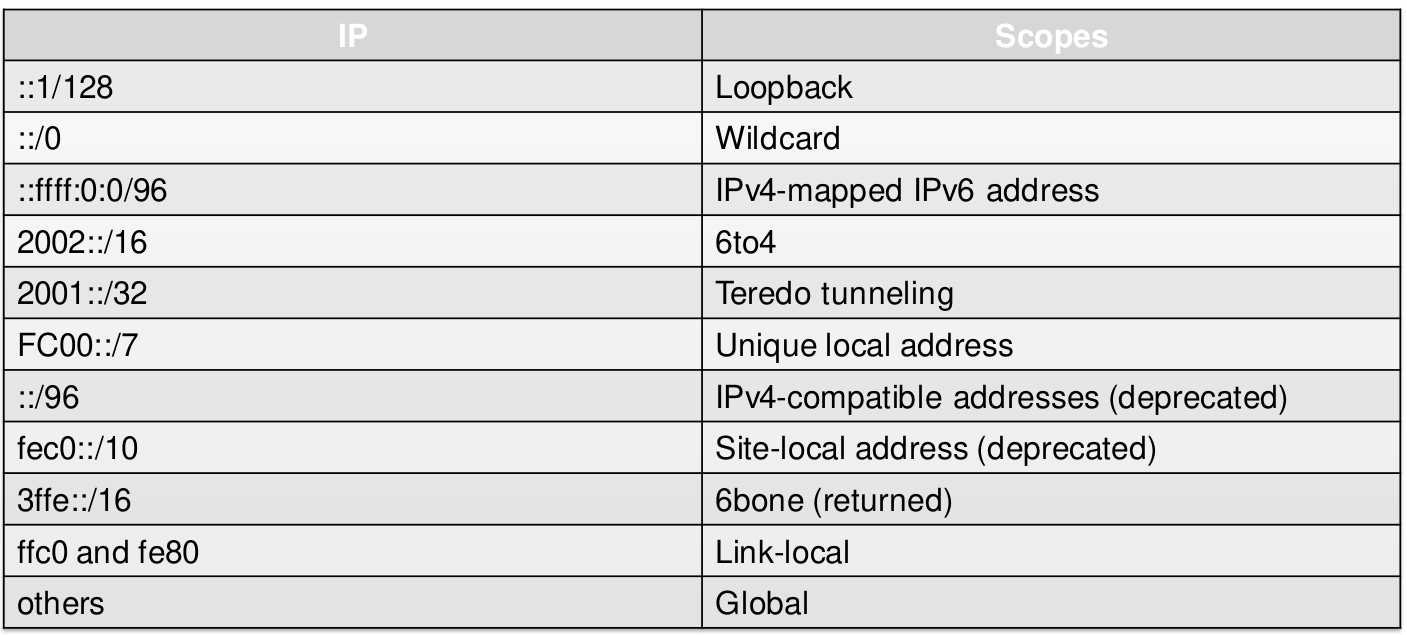 IP Scopes
::1/128 Loopback
::/0 Wildcard
::ffff:0:0/96 IPv4-mapped IPv6 address
2002::/16 6to4
2001::/32 Teredo tunneling
FC00::/7 Unique local address
::/96 IPv4-compatible addresses (deprecated)
fec0::/10 Site-local address (deprecated)
3ffe::/16 6bone (returned)
ffc0 and fe80 Link-local
others Global